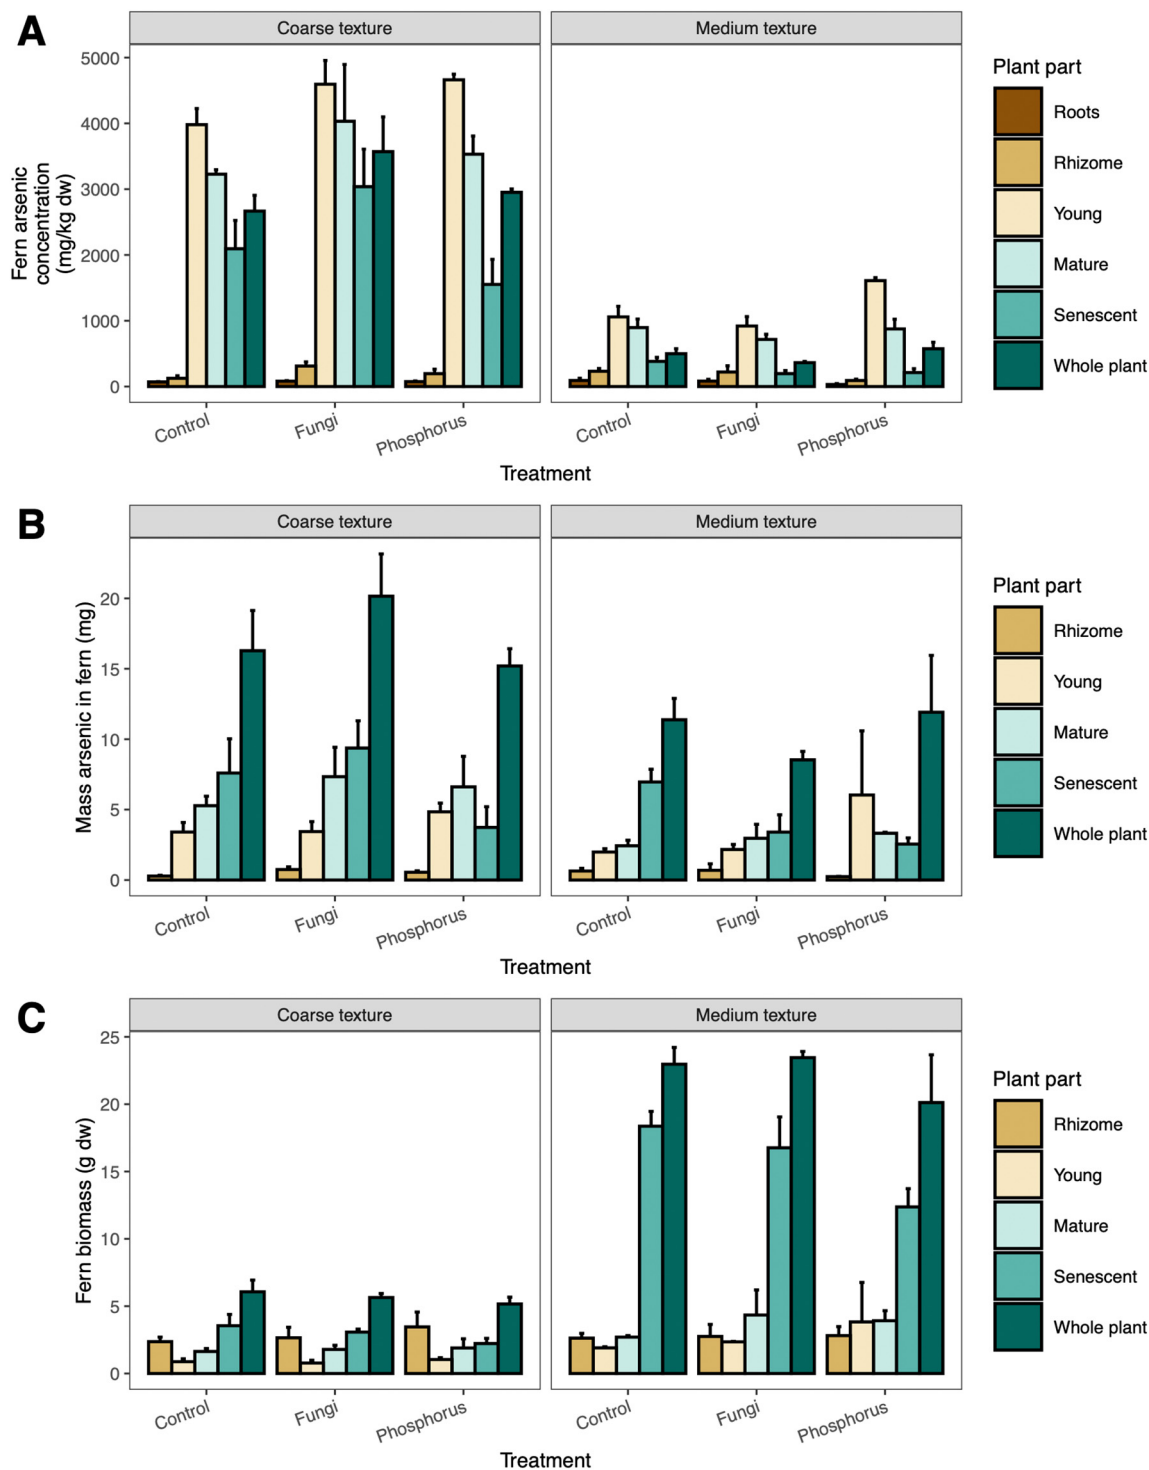 A
Coarse texture
Medium texture
Fern arsenic
concentration
(mg/kg dw)
5000
4000
3000
2000
1000
0
Control
Fungi
Phosphorus
Control
Fungi
Phosphorus
Treatment
Plant part
Roots
Rhizome
Young
Mature
Senescent
Whole plant
B
Coarse texture
Medium texture
Mass arsenic in fern (mg)
20
15
10
5
0
Control
Fungi
Phosphorus
Control
Fungi
Phosphorus
Treatment
Plant part
Rhizome
Young
Mature
Senescent
Whole plant
C
Coarse texture
Medium texture
Fern biomass (g dw)
25
20
15
10
5
0
Control
Fungi
Phosphorus
Control
Fungi
Phosphorus
Treatment
Plant part
Rhizome
Young
Mature
Senescent
Whole plant